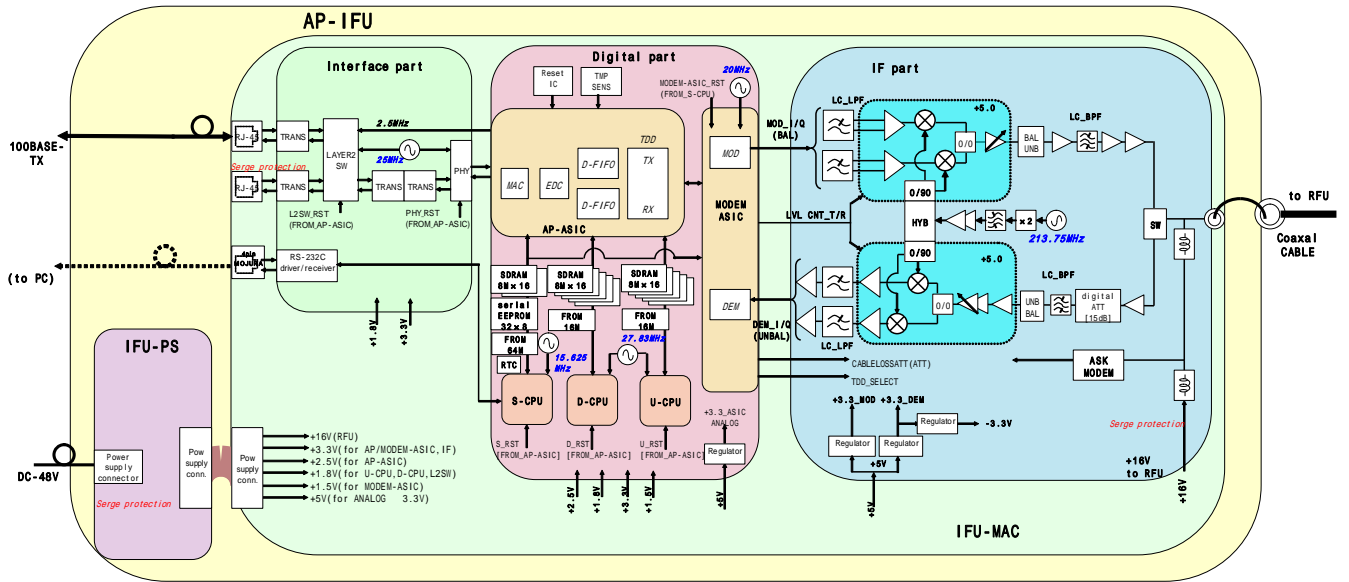 AP-IFU
Interface part
Digital part
IF part
100BASE-
TX
RJ-45
TRANS
LAYER2
SW
2.5MHz
25MHz
PHY
Serge protection
RJ-45
TRANS
TRANS
TRANS
L2SW_RST
(FROM_AP-ASIC)
PHY_RST
(FROM_AP-ASIC)
(to PC)
4pin
MOJURA
RS-232C
driver/receiver
+1.8V
+3.3V
Reset
IC
TMP
SENS
MODEM-ASIC_RST
(FROM_S-CPU)
20MHz
MAC
EDC
D-FIFO
D-FIFO
TDD
TX
RX
AP-ASIC
MOD
MODEM
ASIC
DEM
SDRAM
8M×16
SDRAM
8M×16
SDRAM
8M×16
serial
EEPROM
32×8
FROM
64M
RTC
FROM
16M
FROM
16M
15.625
MHz
27.63MHz
S-CPU
D-CPU
U-CPU
S_RST
[FROM_AP-ASIC]
D_RST
[FROM_AP-ASIC]
U_RST
[FROM_AP-ASIC]
+3.3_ASIC
ANALOG
Regulator
+2.5V
+1.8V
+3.3V
+1.5V
+5V
MOD_I/Q
(BAL)
LC_LPF
+5.0
0/0
BAL
UNB
LC_BPF
0/90
HYB
0/90
LVL CNT_T/R
× 2
213.75MHz
SW
to RFU
Coaxial
CABLE
+5.0
0/0
UNB
BAL
LC_BPF
digital
ATT
[15dB]
DEM_I/Q
(UNBAL)
LC_LPF
CABLELOSSATT(ATT)
TDD_SELECT
ASK
MODEM
+3.3_MOD
+3.3_DEM
Regulator
Regulator
Regulator
-3.3V
+5V
+5V
Serge protection
+16V
to RFU
+16V
IFU-PS
DC-48V
Power
supply
connector
Serge protection
Pow
supply
conn.
Pow
supply
conn.
+16V(RFU)
+3.3V(for AP/MODEM-ASIC,IF)
+2.5V(for AP-ASIC)
+1.8V(for U-CPU,D-CPU,L2SW)
+1.5V(for MODEM-ASIC)
+5V(for ANALOG 3.3V)
IFU-MAC